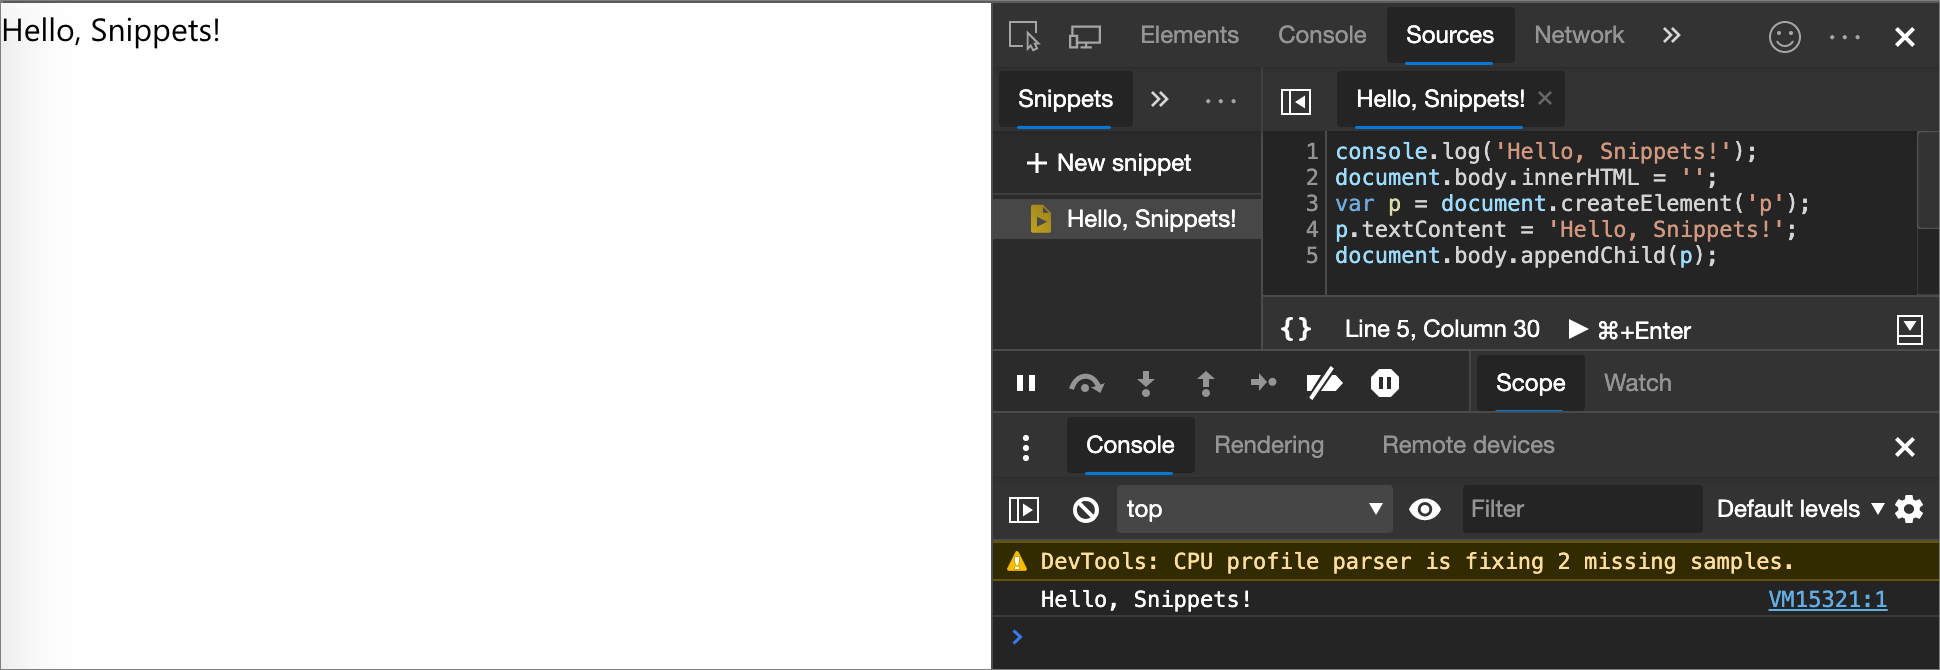 Hello, Snippets!
Elements Console Sources Network
Snippets
Hello, Snippets!
New snippet
Hello, Snippets!
1 console.log('Hello, Snippets!');
2 document.body.innerHTML = '';
3 var p = document.createElement('p');
4 p.textContent = 'Hello, Snippets!';
5 document.body.appendChild(p);
{} Line 5, Column 30 ⌘+Enter
Scope Watch
Console Rendering Remote devices
top Filter Default levels
DevTools: CPU profile parser is fixing 2 missing samples.
Hello, Snippets! VM15321:1